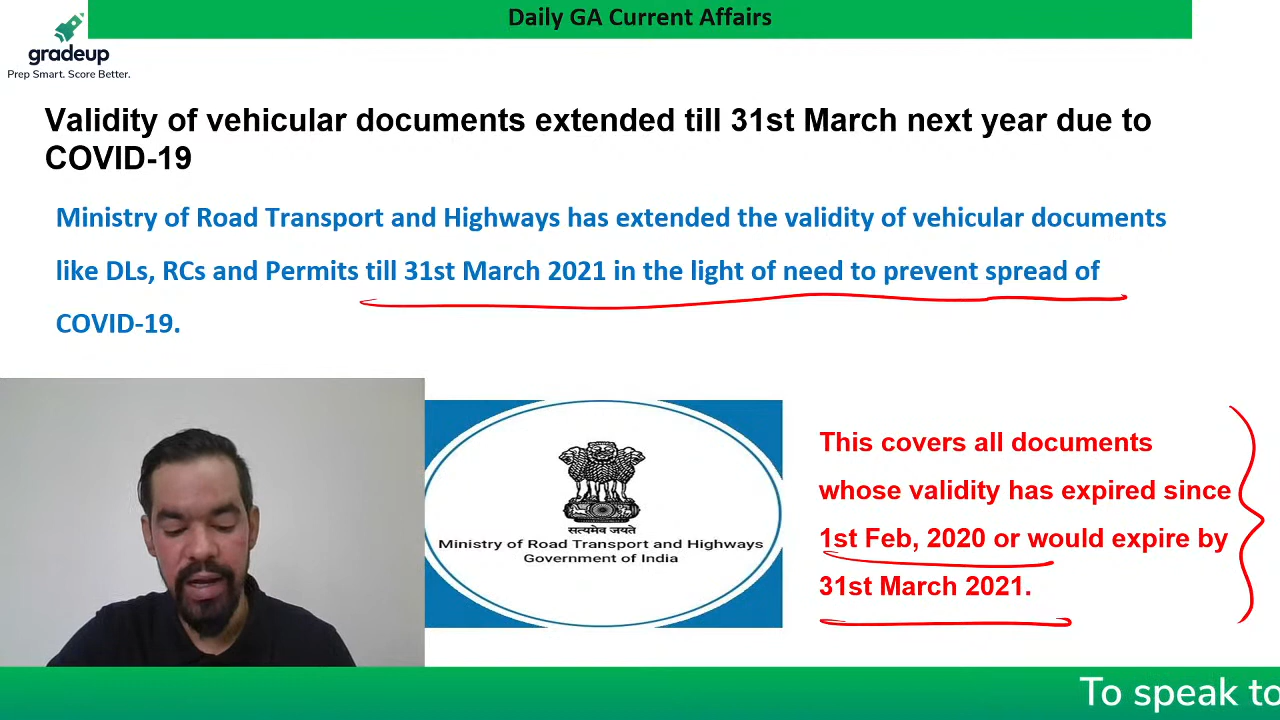 Daily GA Current Affairs
gradeup
Prep Smart. Score Better.
Validity of vehicular documents extended till 31st March next year due to
COVID-19
Ministry of Road Transport and Highways has extended the validity of vehicular documents
like DLs, RCs and Permits till 31st March 2021 in the light of need to prevent spread of
COVID-19.
सत्यमेव जयते
Ministry of Road Transport and Highways
Government of India
This covers all documents
whose validity has expired since
1st Feb, 2020 or would expire by
31st March 2021.
To speak to